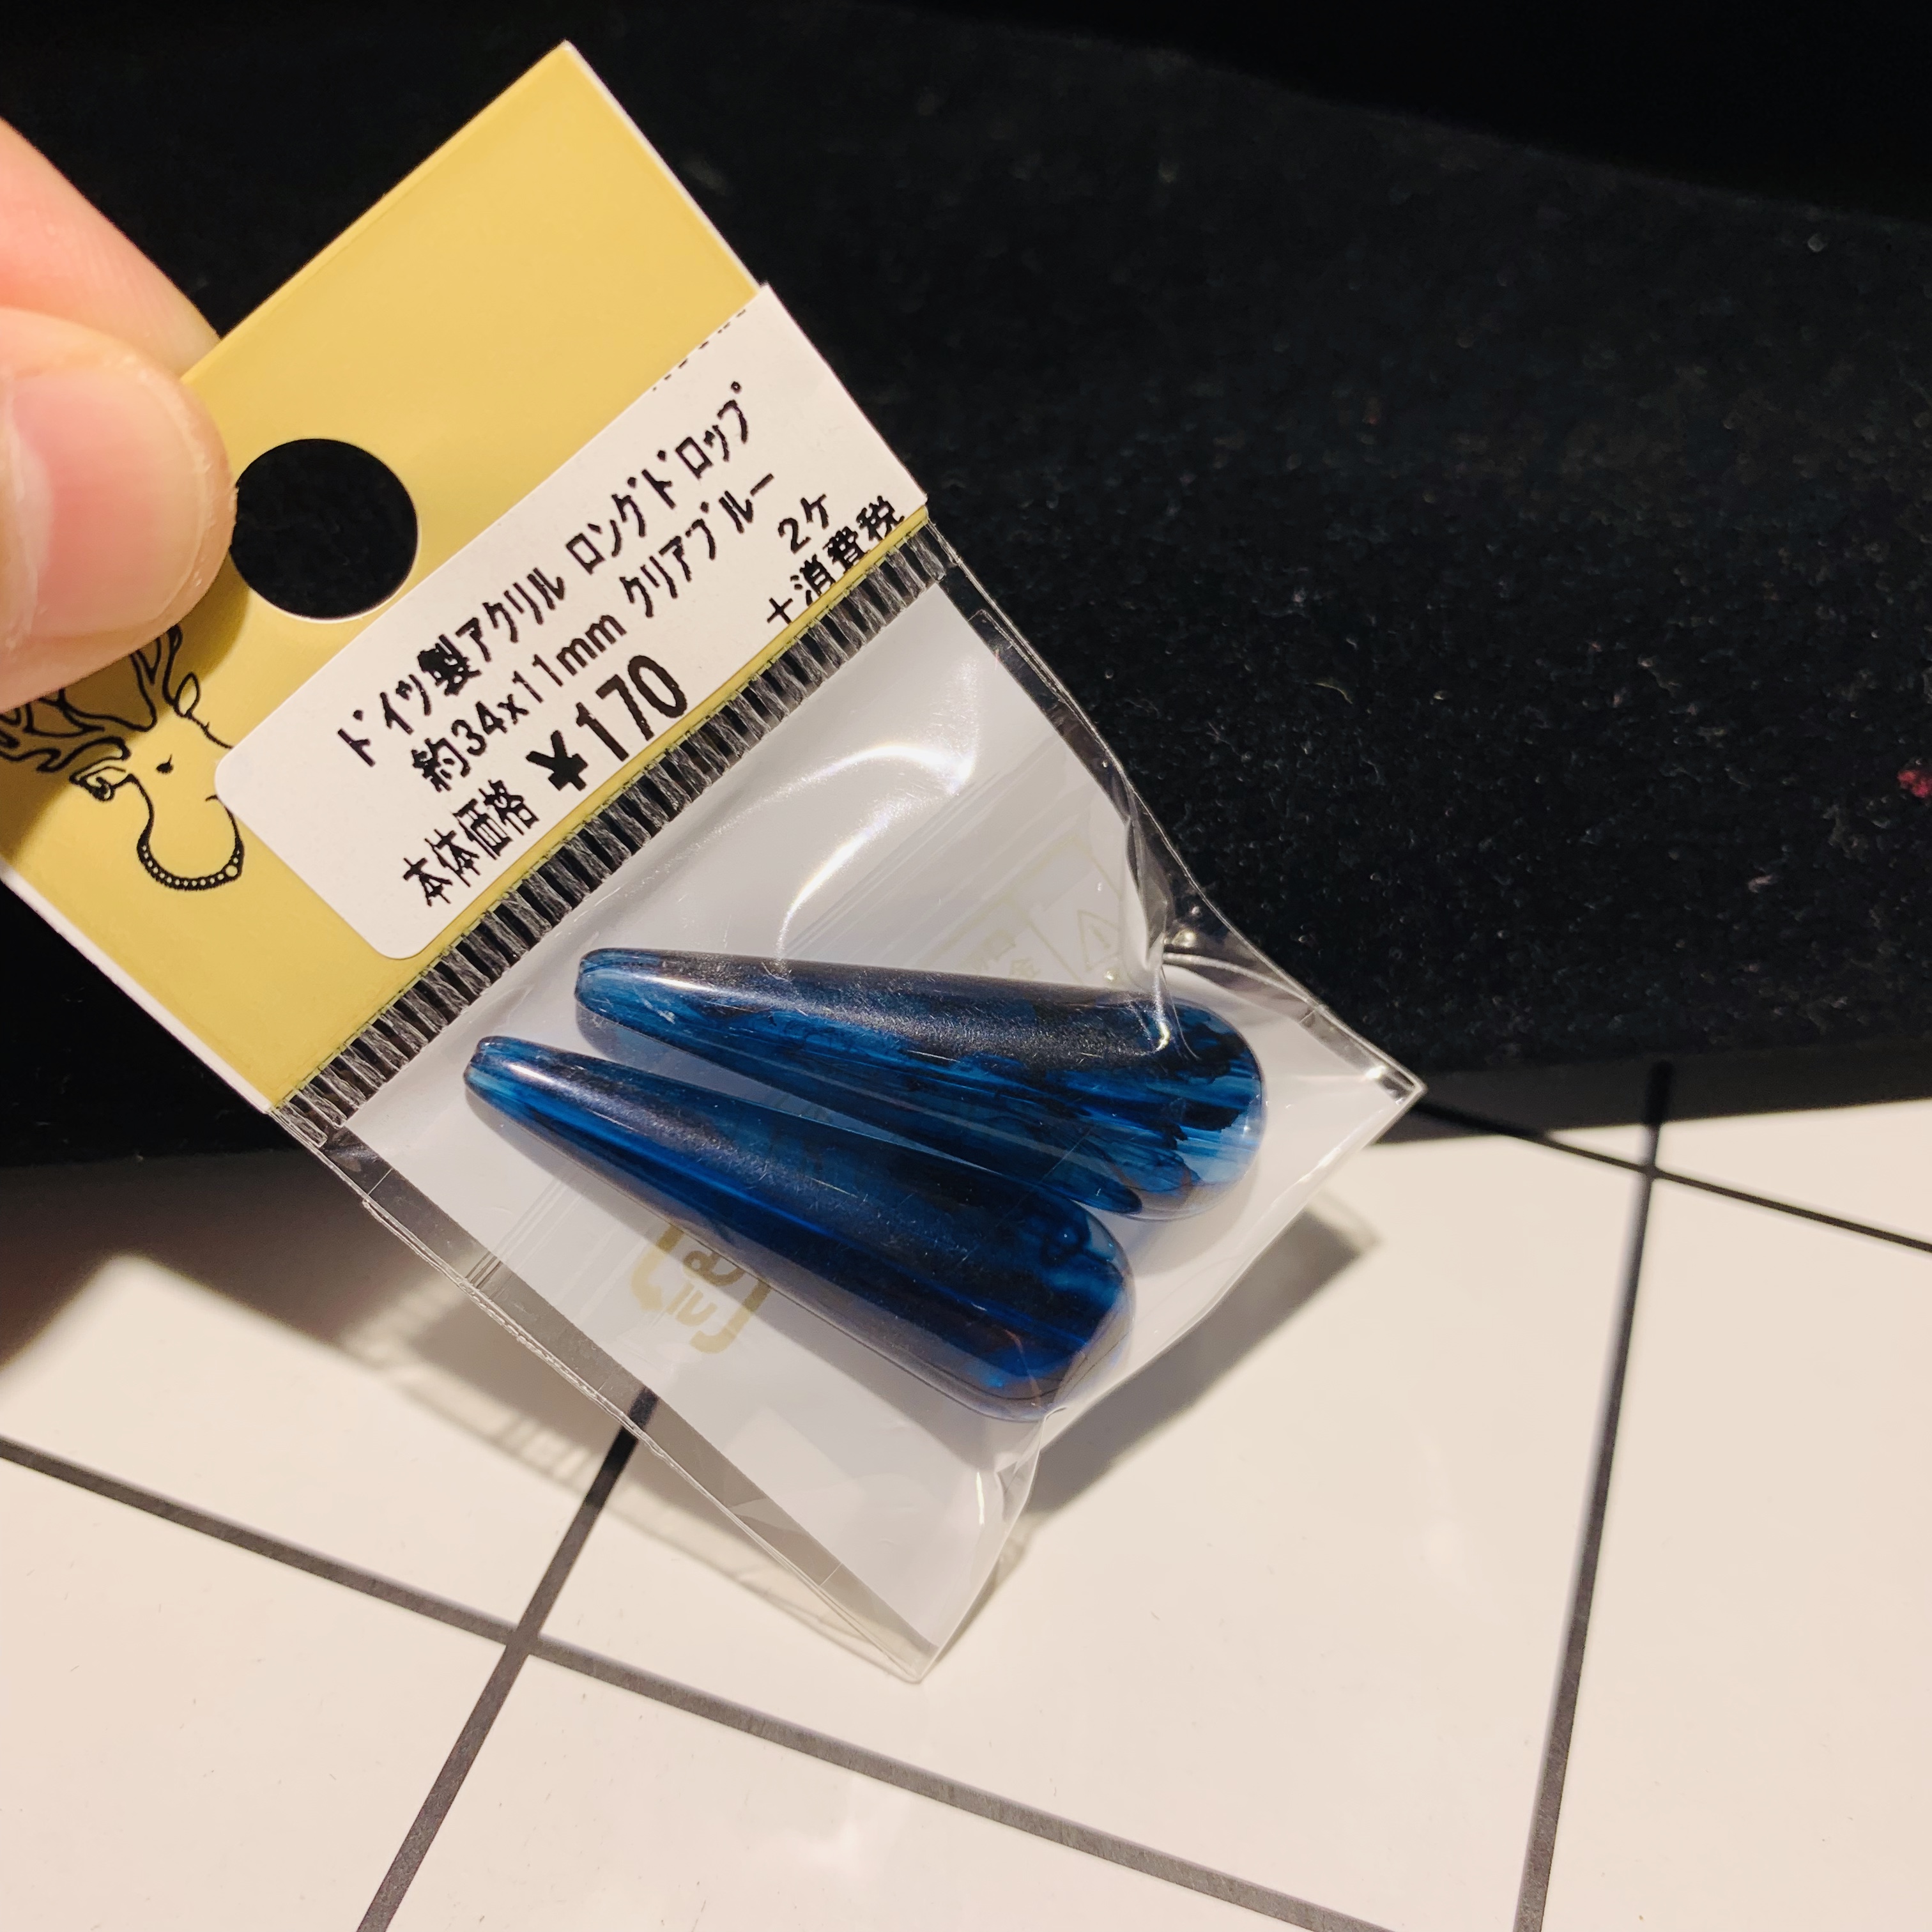 ドイツ製アクリル ロングドロップ
約34x11mm クリアブルー
2ケ
本体価格 ¥170 +消費税